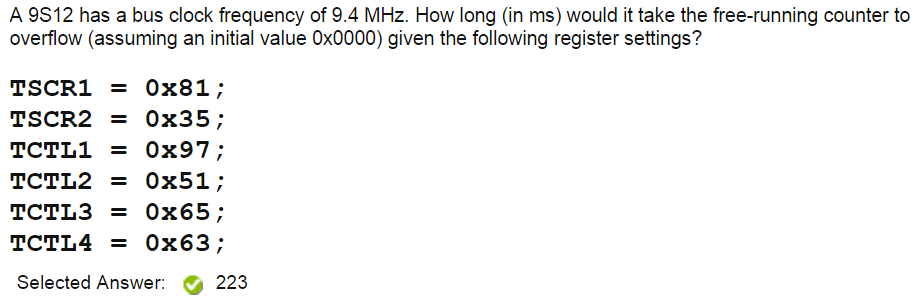 A 9S12 has a bus clock frequency of 9.4 MHz. How long (in ms) would it take the free-running counter to
overflow (assuming an initial value 0x0000) given the following register settings?
TSCR1 = 0x81;
TSCR2 = 0x35;
TCTL1 = 0x97;
TCTL2 = 0x51;
TCTL3 = 0x65;
TCTL4 = 0x63;
Selected Answer: 223